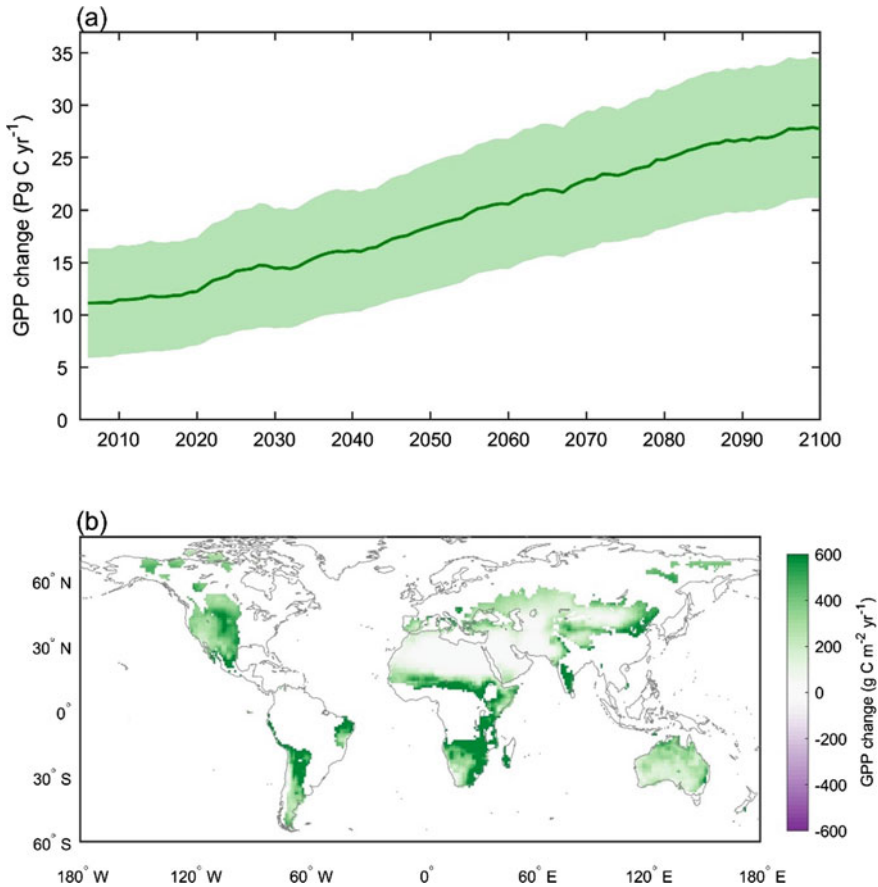 (a)
35
30
25
20
15
10
5
0
GPP change (Pg C yr⁻¹)
2010 2020 2030 2040 2050 2060 2070 2080 2090 2100
(b)
60° N
30° N
0°
30° S
60° S
180° W 120° W 60° W 0° 60° E 120° E 180° E
600
400
200
0
-200
-400
-600
GPP change (g C m⁻² yr⁻¹)